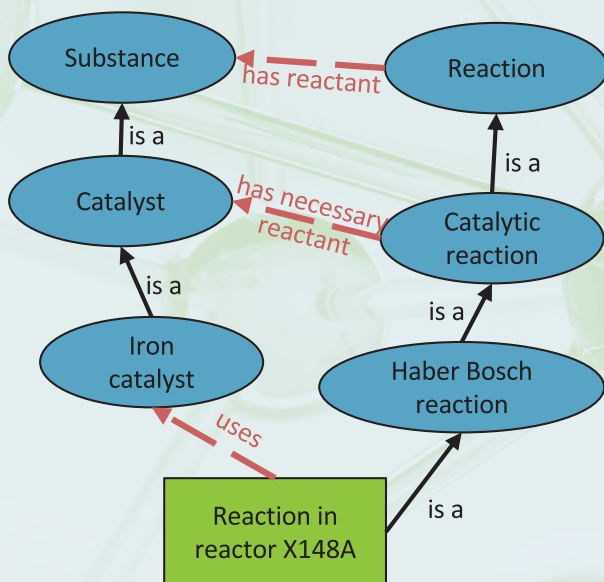 Substance
has reactant
Reaction
is a
is a
Catalyst
has necessary
reactant
Catalytic
reaction
is a
is a
Iron
catalyst
Haber Bosch
reaction
uses
is a
Reaction in
reactor X148A